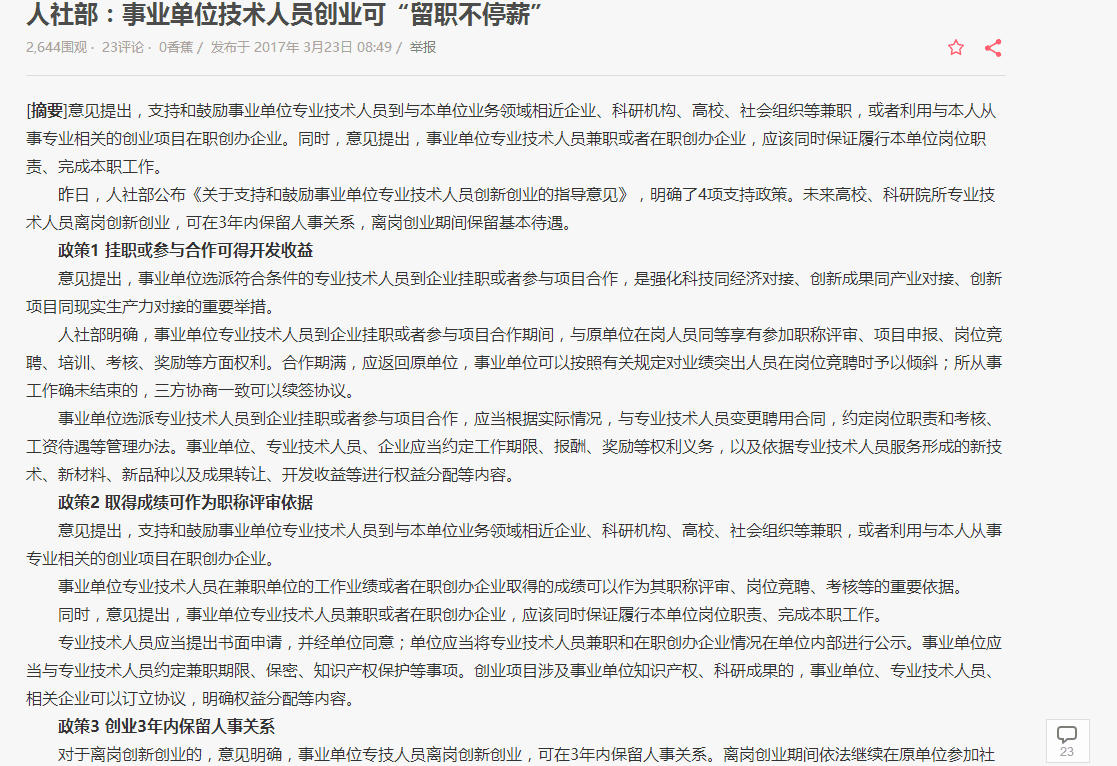 人社部：事业单位技术人员创业可“留职不停薪”
2,644围观· 23评论· 0香蕉 / 发布于 2017年 3月23日 08:49 / 举报
[摘要]意见提出，支持和鼓励事业单位专业技术人员到与本单位业务领域相近企业、科研机构、高校、社会组织等兼职，或者利用与本人从
事专业相关的创业项目在职创办企业。同时，意见提出，事业单位专业技术人员兼职或者在职创办企业，应该同时保证履行本单位岗位职
责、完成本职工作。
昨日，人社部公布《关于支持和鼓励事业单位专业技术人员创新创业的指导意见》，明确了4项支持政策。未来高校、科研院所专业技
术人员离岗创新创业，可在3年内保留人事关系，离岗创业期间保留基本待遇。
政策1 挂职或参与合作可得开发收益
意见提出，事业单位选派符合条件的专业技术人员到企业挂职或者参与项目合作，是强化科技同经济对接、创新成果同产业对接、创新
项目同现实生产力对接的重要举措。
人社部明确，事业单位专业技术人员到企业挂职或者参与项目合作期间，与原单位在岗人员同等享有参加职称评审、项目申报、岗位竞
聘、培训、考核、奖励等方面权利。合作期满，应返回原单位，事业单位可以按照有关规定对业绩突出人员在岗位竞聘时予以倾斜；所从事
工作确未结束的，三方协商一致可以续签协议。
事业单位选派专业技术人员到企业挂职或者参与项目合作，应当根据实际情况，与专业技术人员变更聘用合同，约定岗位职责和考核、
工资待遇等管理办法。事业单位、专业技术人员、企业应当约定工作期限、报酬、奖励等权利义务，以及依据专业技术人员服务形成的新技
术、新材料、新品种以及成果转让、开发收益等进行权益分配等内容。
政策2 取得成绩可作为职称评审依据
意见提出，支持和鼓励事业单位专业技术人员到与本单位业务领域相近企业、科研机构、高校、社会组织等兼职，或者利用与本人从事
专业相关的创业项目在职创办企业。
事业单位专业技术人员在兼职单位的工作业绩或者在职创办企业取得的成绩可以作为其职称评审、岗位竞聘、考核等的重要依据。
同时，意见提出，事业单位专业技术人员兼职或者在职创办企业，应该同时保证履行本单位岗位职责、完成本职工作。
专业技术人员应当提出书面申请，并经单位同意；单位应当将专业技术人员兼职和在职创办企业情况在单位内部进行公示。事业单位应
当与专业技术人员约定兼职期限、保密、知识产权保护等事项。创业项目涉及事业单位知识产权、科研成果的，事业单位、专业技术人员、
相关企业可以订立协议，明确权益分配等内容。
政策3 创业3年内保留人事关系
对于离岗创新创业的，意见明确，事业单位专技人员离岗创新创业，可在3年内保留人事关系。离岗创业期间依法继续在原单位参加社
23